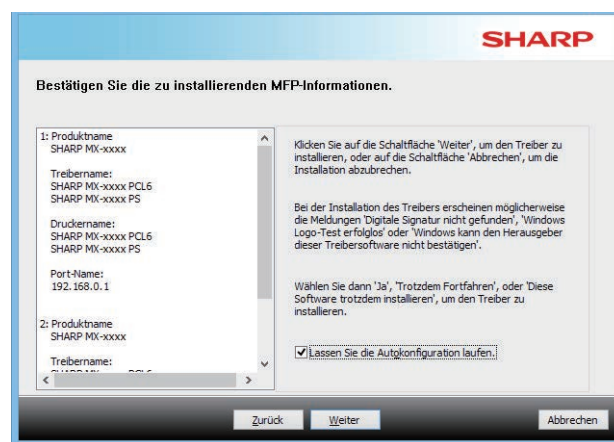 SHARP
Bestätigen Sie die zu installierenden MFP-Informationen.
1: Produktname
SHARP MX-xxxx
Treibername:
SHARP MX-xxxx PCL6
SHARP MX-xxxx PS
Druckername:
SHARP MX-xxxx PCL6
SHARP MX-xxxx PS
Port-Name:
192.168.0.1
2: Produktname
SHARP MX-xxxx
Treibername:
Klicken Sie auf die Schaltfläche 'Weiter', um den Treiber zu
installieren, oder auf die Schaltfläche 'Abbrechen', um die
Installation abzubrechen.
Bei der Installation des Treibers erscheinen möglicherweise
die Meldungen 'Digitale Signatur nicht gefunden', 'Windows
Logo-Test erfolglos' oder 'Windows kann den Herausgeber
dieser Treibersoftware nicht bestätigen'.
Wählen Sie dann 'Ja', 'Trotzdem Fortfahren', oder 'Diese
Software trotzdem installieren', um den Treiber zu
installieren.
Lassen Sie die Autokonfiguration laufen.
Zurück
Weiter
Abbrechen